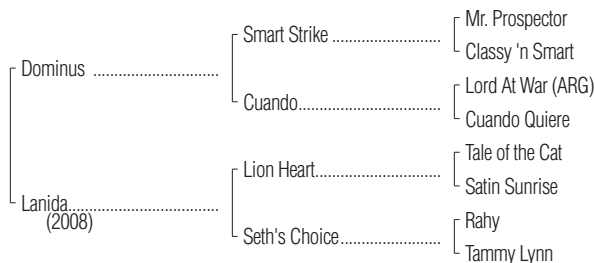 Mr. Prospector
Smart Strike ............................
Classy 'n Smart
Dominus ................................
Lord At War (ARG)
Cuando.....................................
Cuando Quiere
Tale of the Cat
Lion Heart.................................
Satin Sunrise
Lanida.......................................
(2008)
Rahy
Seth's Choice..........................
Tammy Lynn